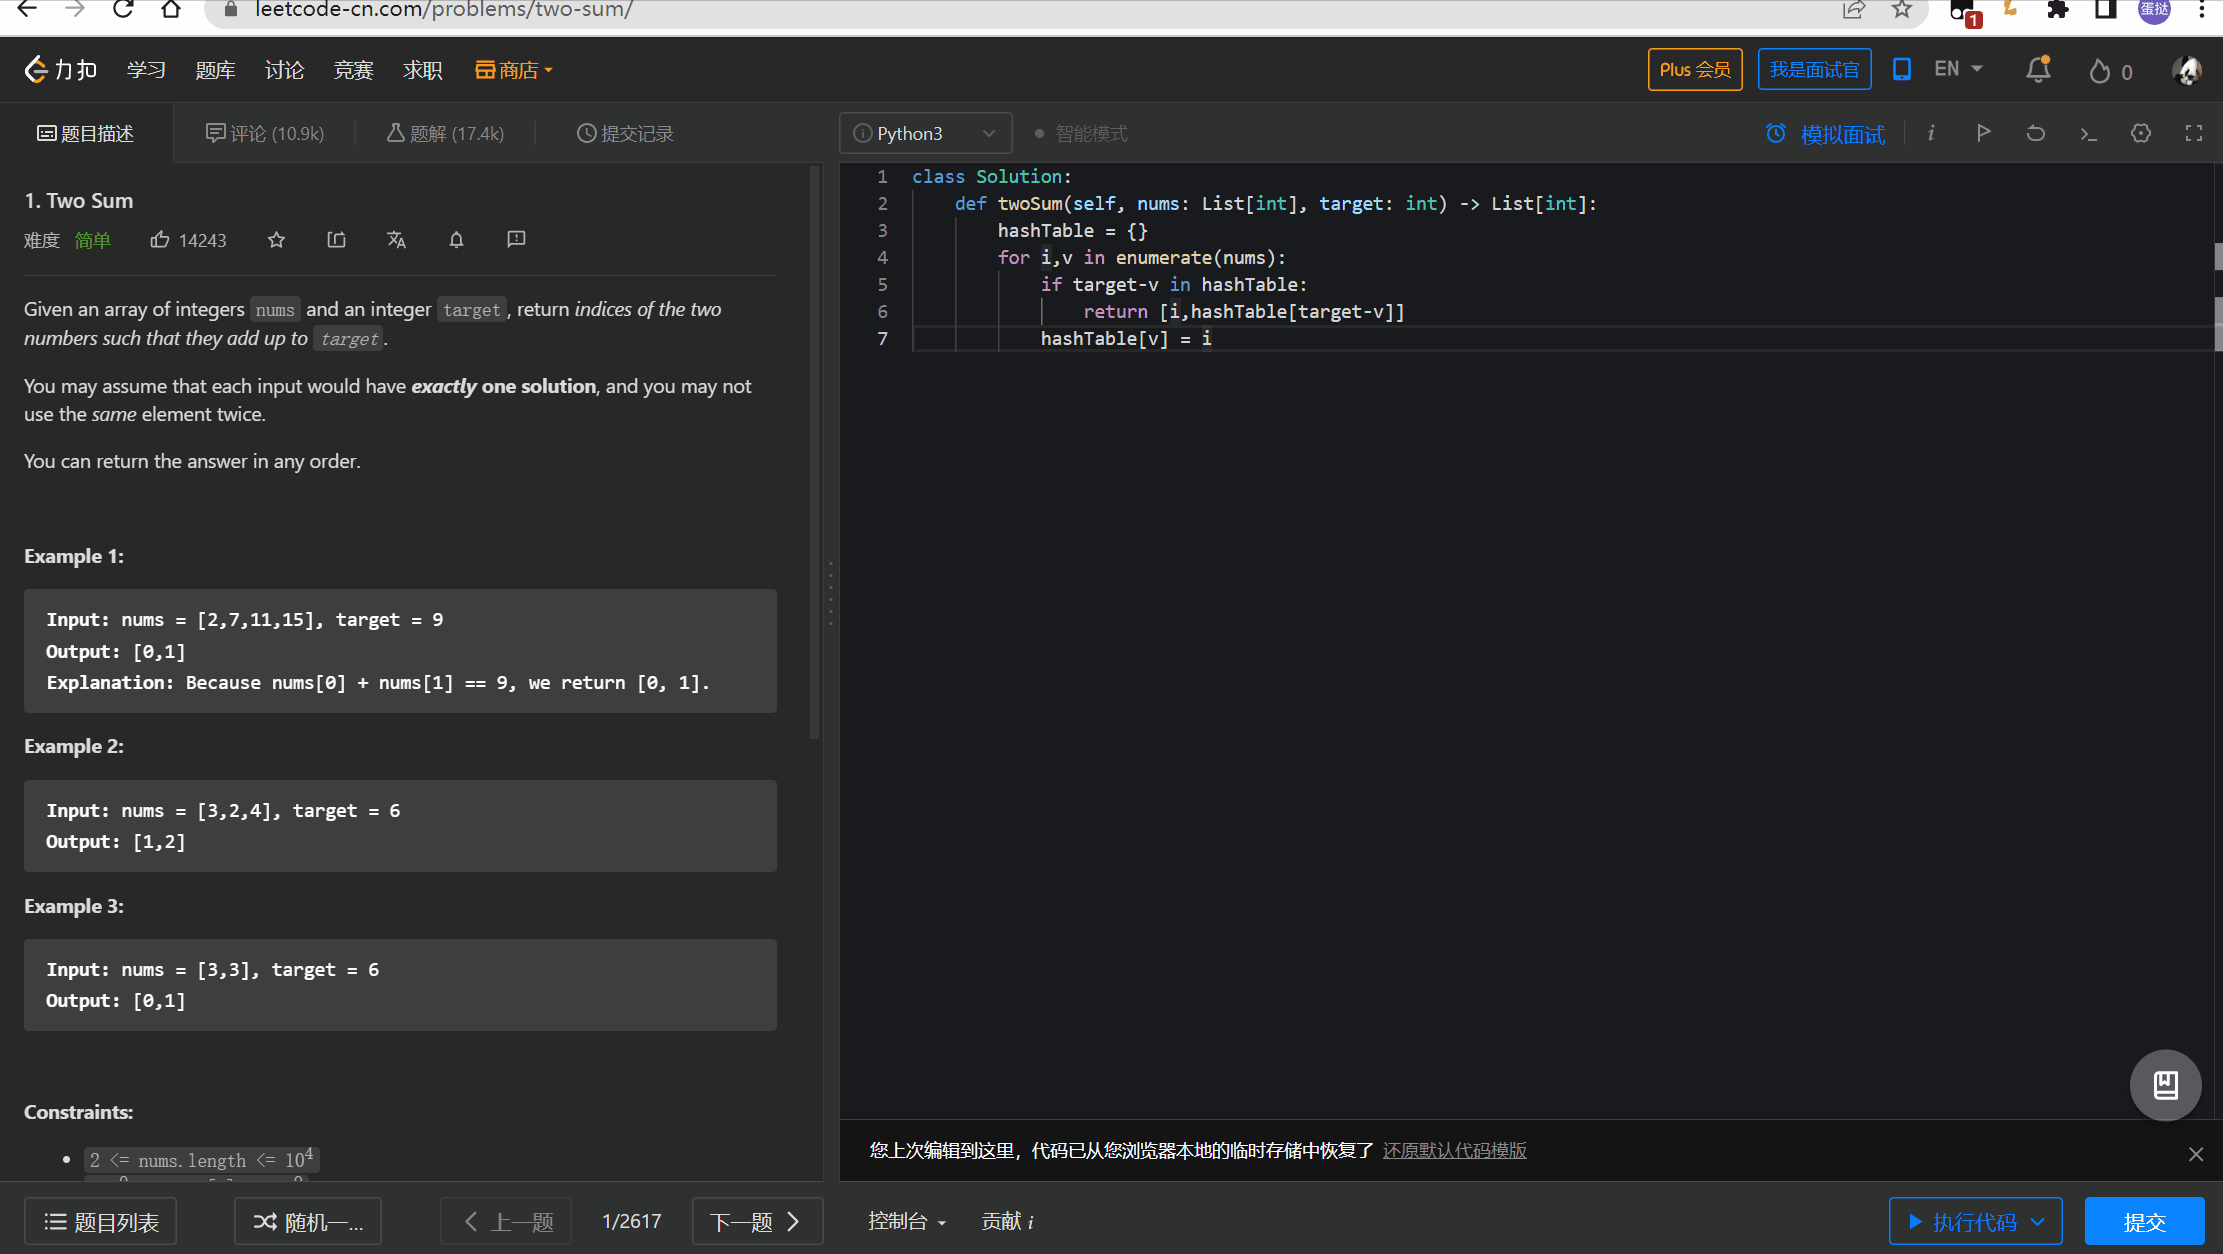 leetcode-cn.com/problems/two-sum/
1
蛋挞
力扣 学习 题库 讨论 竞赛 求职 商店
Plus 会员 我是面试官 EN 0
题目描述 评论 (10.9k) 题解 (17.4k) 提交记录
Python3 智能模式
模拟面试
1. Two Sum
难度 简单 14243
Given an array of integers nums and an integer target, return indices of the two
numbers such that they add up to target.
You may assume that each input would have exactly one solution, and you may not
use the same element twice.
You can return the answer in any order.
Example 1:
Input: nums = [2,7,11,15], target = 9
Output: [0,1]
Explanation: Because nums[0] + nums[1] == 9, we return [0, 1].
Example 2:
Input: nums = [3,2,4], target = 6
Output: [1,2]
Example 3:
Input: nums = [3,3], target = 6
Output: [0,1]
Constraints:
2 <= nums.length <= 10^4
1 class Solution:
2 def twoSum(self, nums: List[int], target: int) -> List[int]:
3 hashTable = {}
4 for i,v in enumerate(nums):
5 if target-v in hashTable:
6 return [i,hashTable[target-v]]
7 hashTable[v] = i
您上次编辑到这里，代码已从您浏览器本地的临时存储中恢复了 还原默认代码模版
题目列表 随机一... 上一题 1/2617 下一题
控制台 贡献 i
执行代码 提交